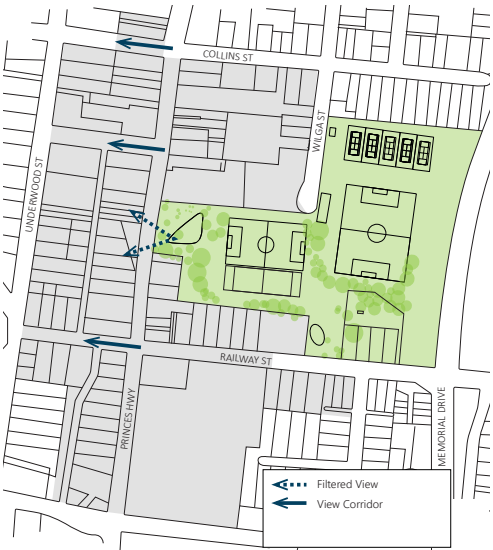 COLLINS ST
WILGA ST
UNDERWOOD ST
RAILWAY ST
PRINCES HWY
MEMORIAL DRIVE
Filtered View
View Corridor